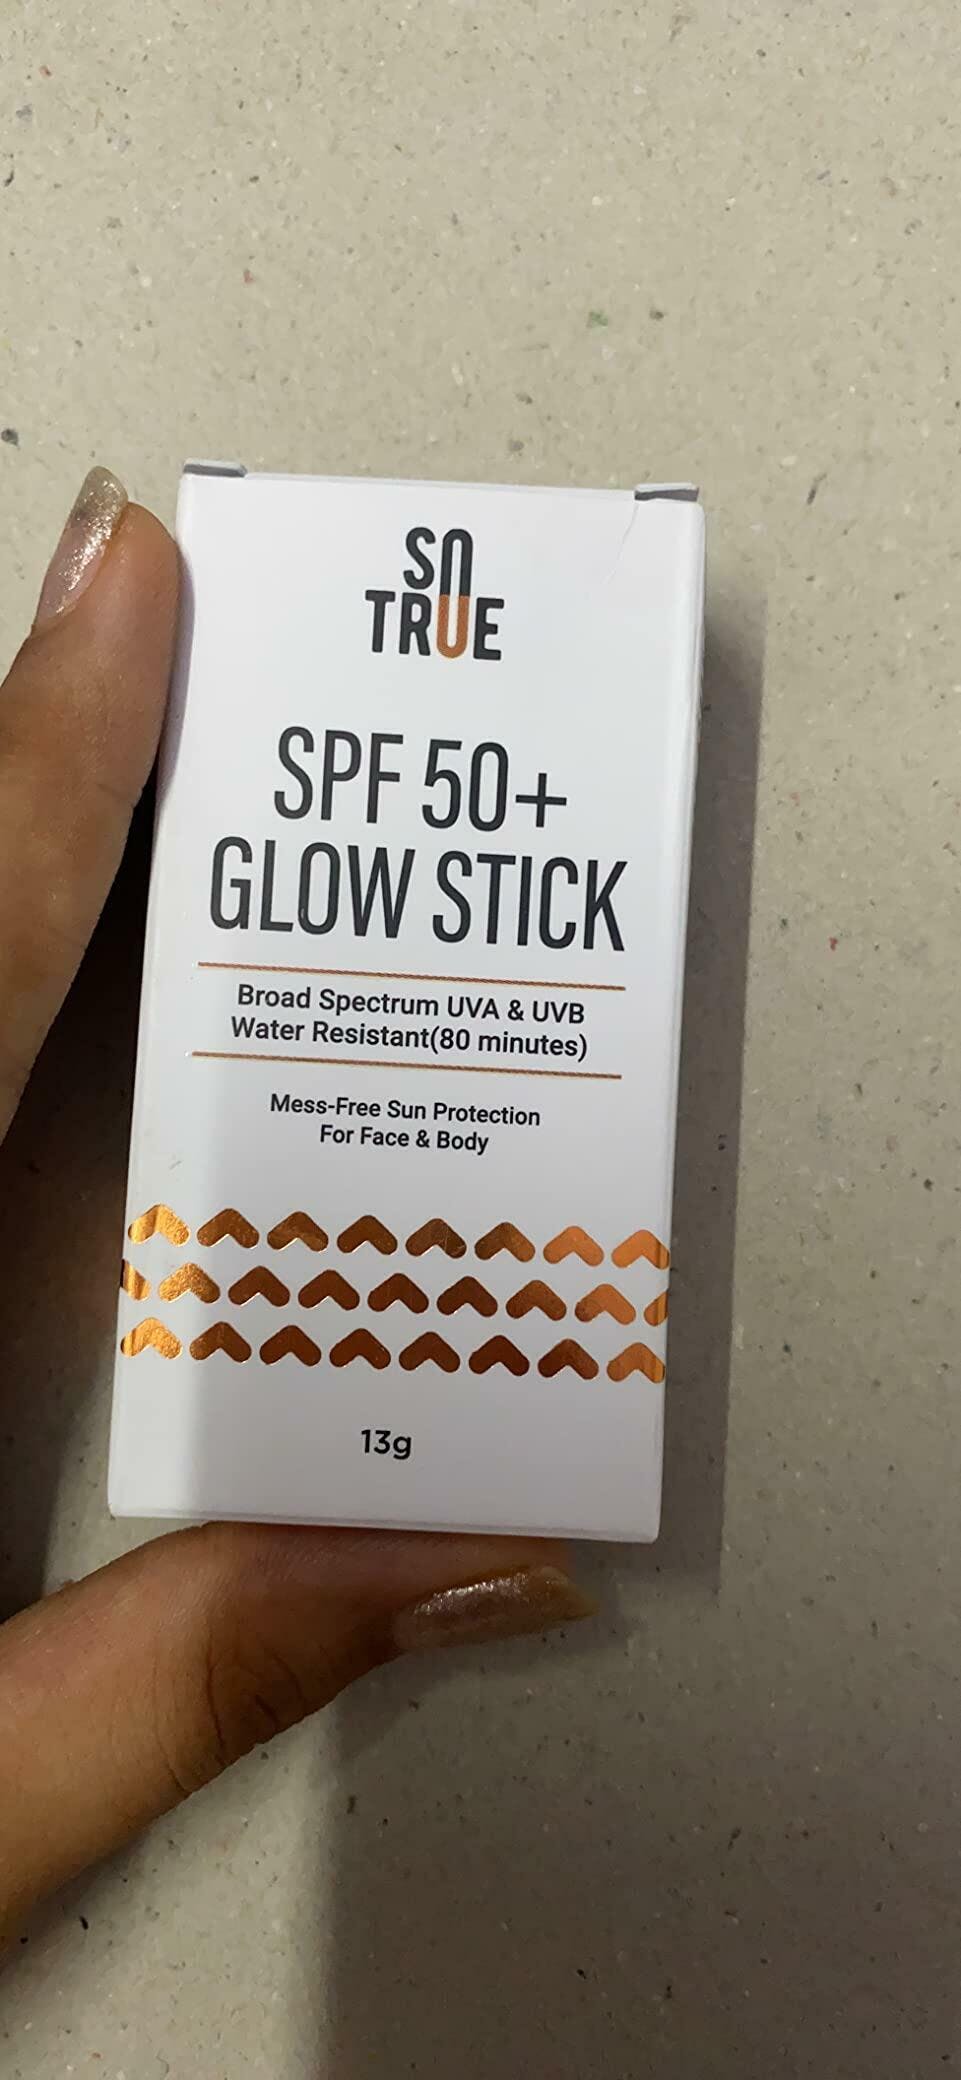 SO
TRUE
SPF 50+
GLOW STICK
Broad Spectrum UVA & UVB
Water Resistant(80 minutes)
Mess-Free Sun Protection
For Face & Body
13g